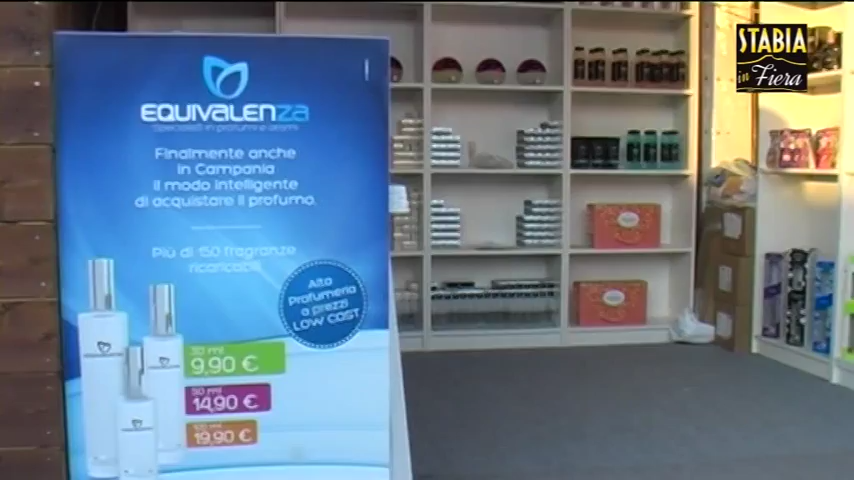 STABIA
in Fiera
EQUIVALENZA
Specialisti in profumi e aromi
Finalmente anche
in Campania
il modo intelligente
di acquistare il profumo.
Più di 150 fragranze
ricaricabili
Alta
Profumeria
a prezzi
LOW COST
30 ml
9,90 €
50 ml
14,90 €
100 ml
19,90 €
EQUIVALENZA